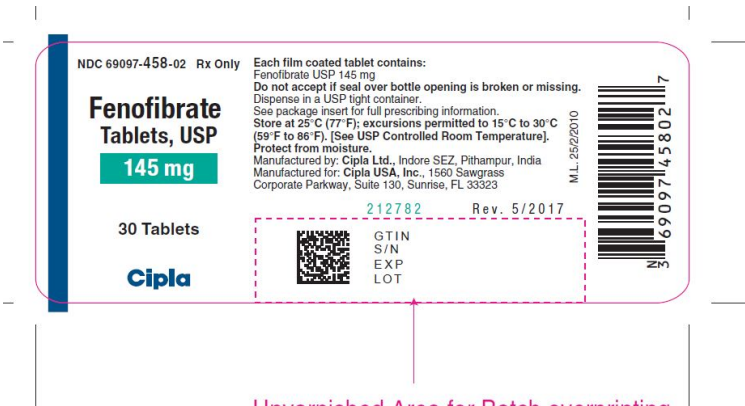 NDC 69097-458-02 Rx Only
Fenofibrate
Tablets, USP
145 mg
30 Tablets
Cipla
Each film coated tablet contains:
Fenofibrate USP 145 mg
Do not accept if seal over bottle opening is broken or missing.
Dispense in a USP tight container.
See package insert for full prescribing information.
Store at 25°C (77°F); excursions permitted to 15°C to 30°C
(59°F to 86°F). [See USP Controlled Room Temperature].
Protect from moisture.
Manufactured by: Cipla Ltd., Indore SEZ, Pithampur, India
Manufactured for: Cipla USA, Inc., 1560 Sawgrass
Corporate Parkway, Suite 130, Sunrise, FL 33323
212782 Rev. 5/2017
GTIN
S/N
EXP
LOT
M.L. 25/2/2010
N 3 69097 45802 7
Unvarnished Area for Batch overprinting